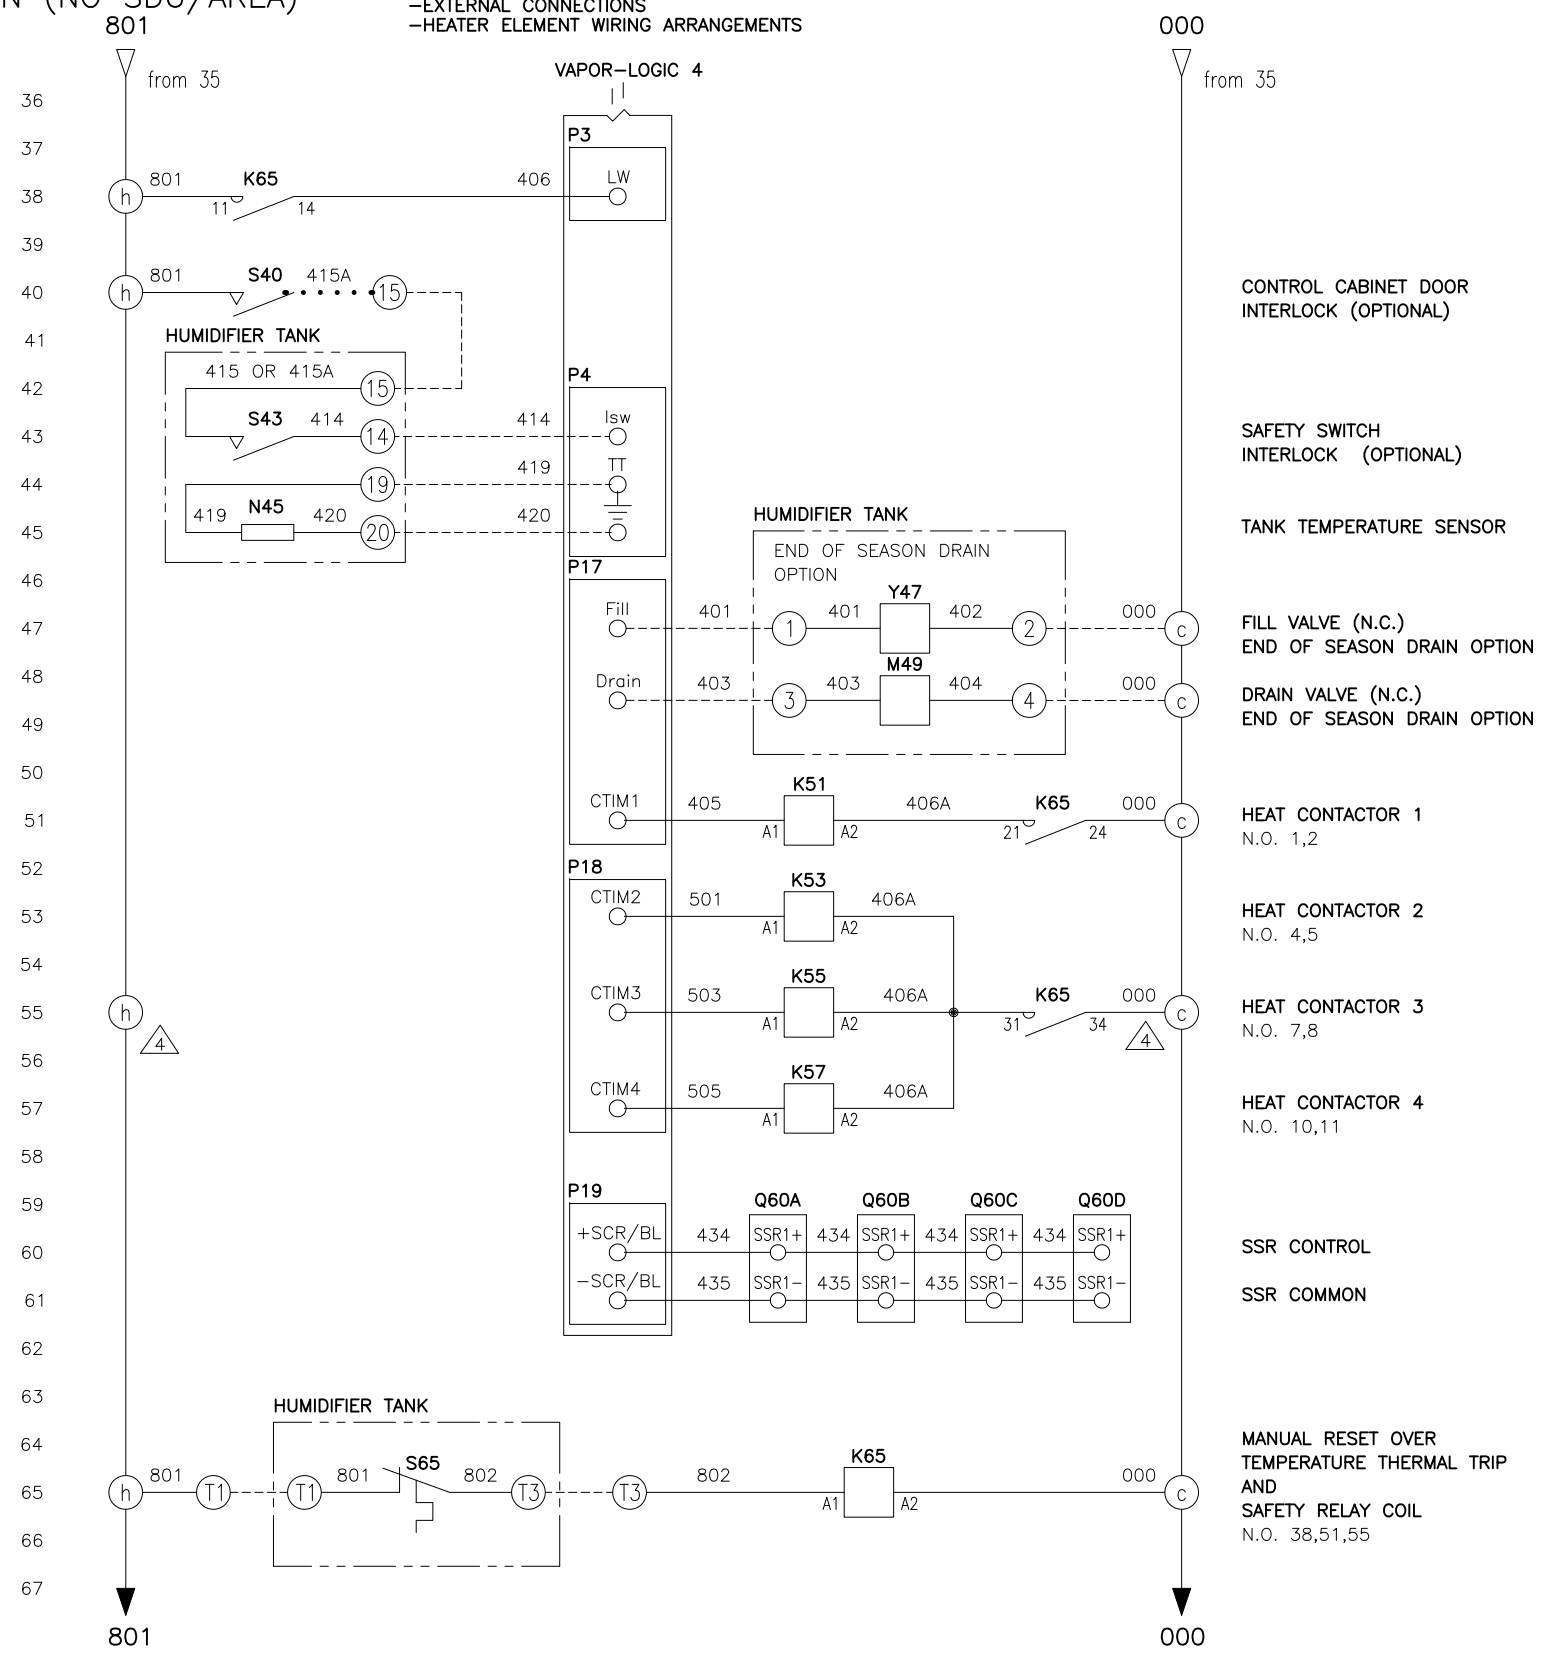 N (NO SDU/AREA)
-EXTERNAL CONNECTIONS
-HEATER ELEMENT WIRING ARRANGEMENTS
801
000
from 35
from 35
VAPOR-LOGIC 4
36
37
P3
38
h
801
K65
11
14
406
LW
39
40
h
801
S40
415A
15
CONTROL CABINET DOOR
INTERLOCK (OPTIONAL)
41
HUMIDIFIER TANK
42
415 OR 415A
15
P4
43
S43
414
14
414
Isw
SAFETY SWITCH
INTERLOCK (OPTIONAL)
44
19
419
TT
45
419
N45
420
20
420
TANK TEMPERATURE SENSOR
HUMIDIFIER TANK
END OF SEASON DRAIN
OPTION
46
P17
47
Fill
401
1
401
Y47
402
2
000
c
FILL VALVE (N.C.)
END OF SEASON DRAIN OPTION
48
Drain
403
3
403
M49
404
4
000
c
DRAIN VALVE (N.C.)
END OF SEASON DRAIN OPTION
49
50
51
CTIM1
405
K51
A1
A2
406A
K65
21
24
000
c
HEAT CONTACTOR 1
N.O. 1,2
52
P18
53
CTIM2
501
K53
A1
A2
406A
HEAT CONTACTOR 2
N.O. 4,5
54
55
h
4
CTIM3
503
K55
A1
A2
406A
K65
31
34
000
4
c
HEAT CONTACTOR 3
N.O. 7,8
56
57
CTIM4
505
K57
A1
A2
406A
HEAT CONTACTOR 4
N.O. 10,11
58
59
P19
Q60A
Q60B
Q60C
Q60D
60
+SCR/BL
434
SSR1+
434
SSR1+
434
SSR1+
434
SSR1+
SSR CONTROL
61
-SCR/BL
435
SSR1-
435
SSR1-
435
SSR1-
435
SSR1-
SSR COMMON
62
63
HUMIDIFIER TANK
64
65
h
801
T1
T1
801
S65
802
T3
T3
802
K65
A1
A2
000
c
MANUAL RESET OVER
TEMPERATURE THERMAL TRIP
AND
SAFETY RELAY COIL
N.O. 38,51,55
66
67
801
000